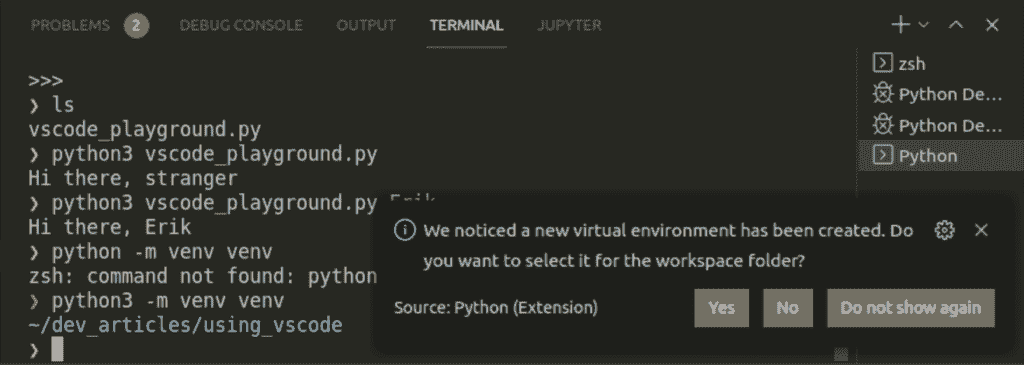 PROBLEMS 2 DEBUG CONSOLE OUTPUT TERMINAL JUPYTER
>>>
❯ ls
vscode_playground.py
❯ python3 vscode_playground.py
Hi there, stranger
❯ python3 vscode_playground.py Erik
Hi there, Erik
❯ python -m venv venv
zsh: command not found: python
❯ python3 -m venv venv
~/dev_articles/using_vscode
❯
zsh
Python De...
Python De...
Python
We noticed a new virtual environment has been created. Do
you want to select it for the workspace folder?
Source: Python (Extension)
Yes
No
Do not show again